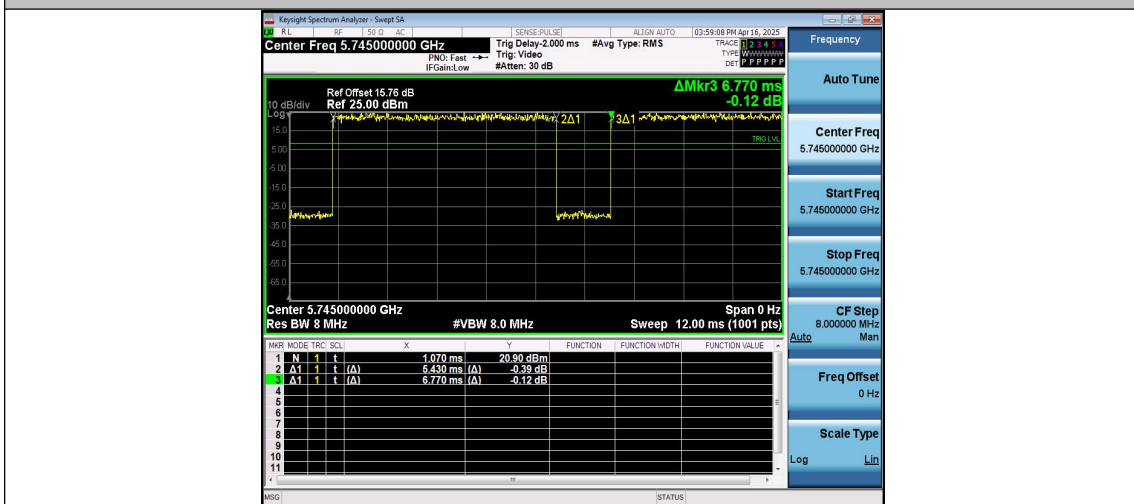 Keysight Spectrum Analyzer - Swept SA
RL RF 50 Ω AC SENSE:PULSE ALIGN AUTO 03:59:08 PM Apr 16, 2025
Center Freq 5.745000000 GHz
PNO: Fast
IFGain:Low
Trig Delay-2.000 ms
Trig: Video
#Atten: 30 dB
#Avg Type: RMS
TRACE 1 2 3 4 5 6
TYPE WWWWWW
DET P P P P P P
Frequency
Auto Tune
Center Freq
5.745000000 GHz
Start Freq
5.745000000 GHz
Stop Freq
5.745000000 GHz
CF Step
8.000000 MHz
Auto Man
Freq Offset
0 Hz
Scale Type
Log Lin
ΔMkr3 6.770 ms
-0.12 dB
Ref Offset 15.76 dB
10 dB/div Ref 25.00 dBm
Log
15.0
5.00
-5.00
-15.0
-25.0
-35.0
-45.0
-55.0
-65.0
2Δ1
3Δ1
TRIG LVL
Center 5.745000000 GHz Span 0 Hz
Res BW 8 MHz #VBW 8.0 MHz Sweep 12.00 ms (1001 pts)
MKR MODE TRC SCL X Y FUNCTION FUNCTION WIDTH FUNCTION VALUE
1 N 1 t 1.070 ms 20.90 dBm
2 Δ1 1 t (Δ) 5.430 ms (Δ) -0.39 dB
3 Δ1 1 t (Δ) 6.770 ms (Δ) -0.12 dB
4
5
6
7
8
9
10
11
MSG STATUS